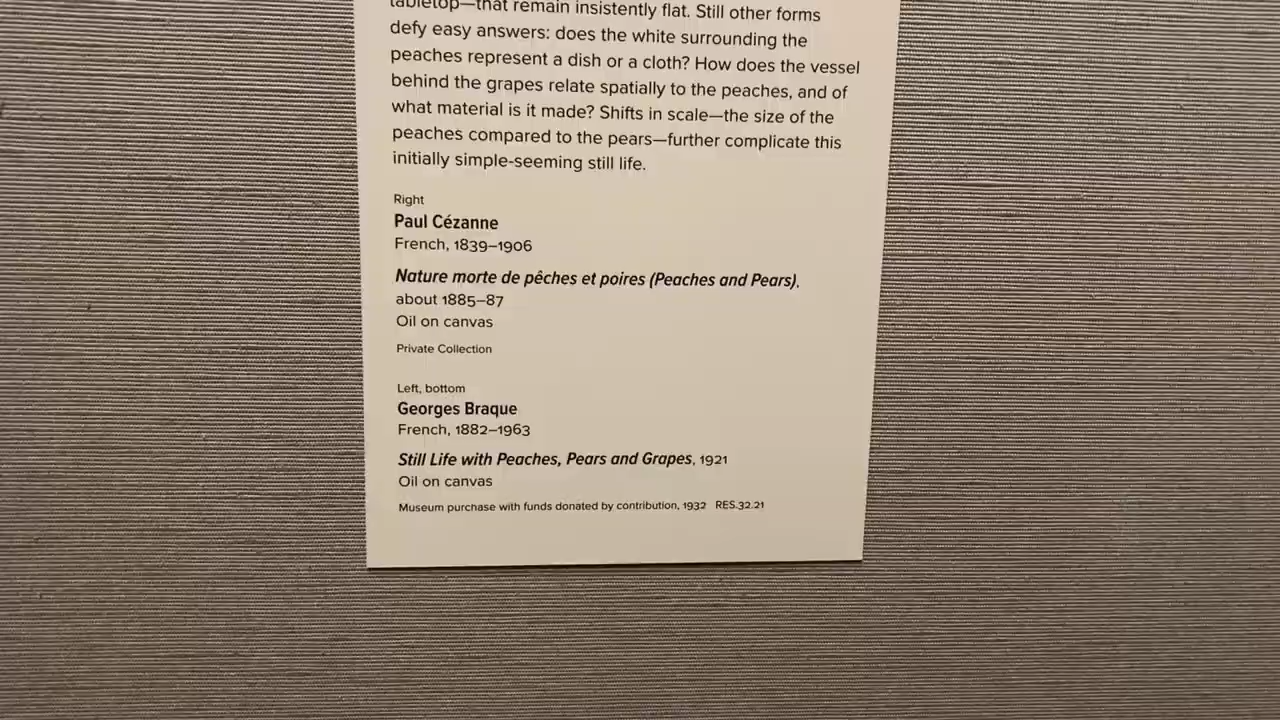 tabletop—that remain insistently flat. Still other forms
defy easy answers: does the white surrounding the
peaches represent a dish or a cloth? How does the vessel
behind the grapes relate spatially to the peaches, and of
what material is it made? Shifts in scale—the size of the
peaches compared to the pears—further complicate this
initially simple-seeming still life.
Right
Paul Cézanne
French, 1839–1906
Nature morte de pêches et poires (Peaches and Pears),
about 1885–87
Oil on canvas
Private Collection
Left, bottom
Georges Braque
French, 1882–1963
Still Life with Peaches, Pears and Grapes, 1921
Oil on canvas
Museum purchase with funds donated by contribution, 1932 RES.32.21